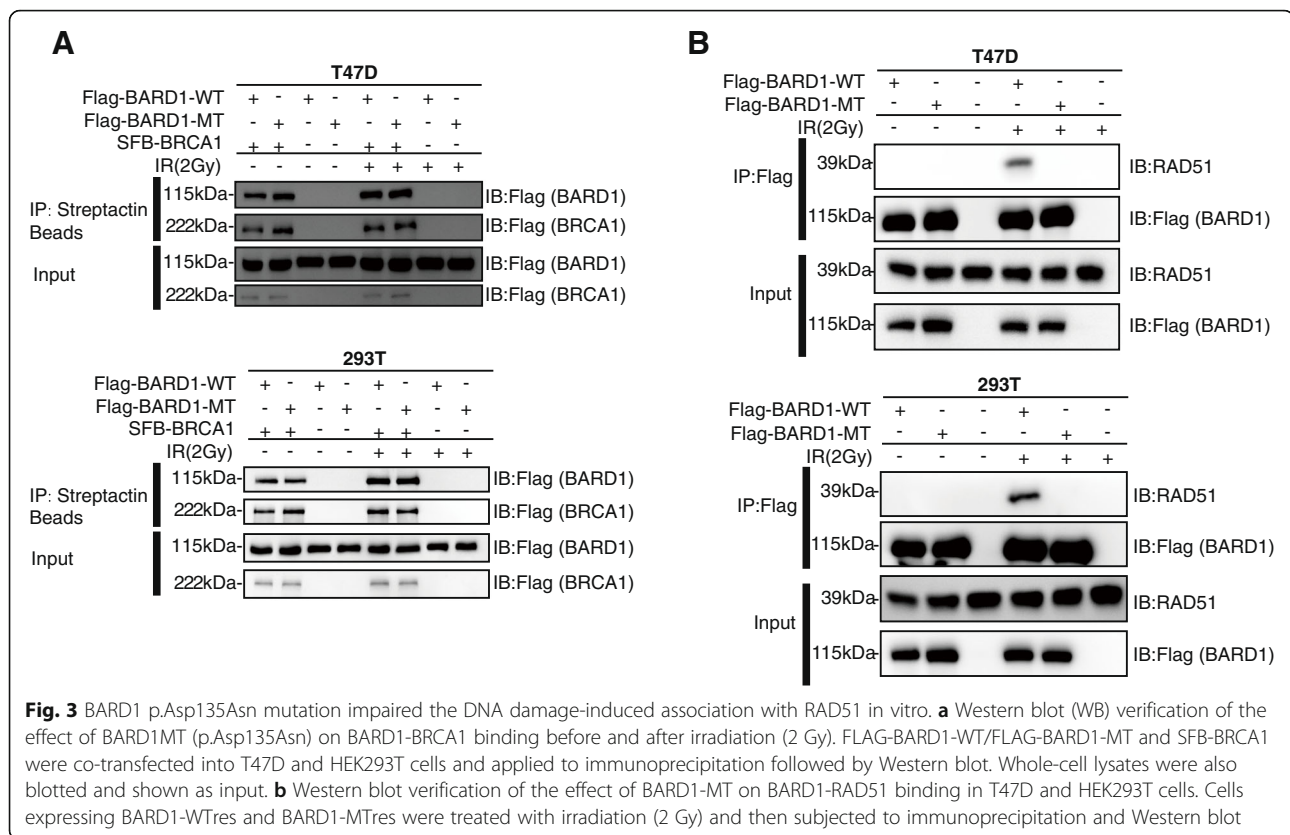 A
T47D
Flag-BARD1-WT + - + - + - + -
Flag-BARD1-MT - + - + - + - +
SFB-BRCA1 + + - - + + - -
IR(2Gy) - - - - + + + +
IP: Streptactin Beads
115kDa- IB:Flag (BARD1)
222kDa- IB:Flag (BRCA1)
Input
115kDa- IB:Flag (BARD1)
222kDa- IB:Flag (BRCA1)
293T
Flag-BARD1-WT + - + - + - + -
Flag-BARD1-MT - + - + - + - +
SFB-BRCA1 + + - - + + - -
IR(2Gy) - - - - + + + +
IP: Streptactin Beads
115kDa- IB:Flag (BARD1)
222kDa- IB:Flag (BRCA1)
Input
115kDa- IB:Flag (BARD1)
222kDa- IB:Flag (BRCA1)
B
T47D
Flag-BARD1-WT + - - + - -
Flag-BARD1-MT - + - - + -
IR(2Gy) - - - + + +
IP:Flag
39kDa- IB:RAD51
115kDa- IB:Flag (BARD1)
Input
39kDa- IB:RAD51
115kDa- IB:Flag (BARD1)
293T
Flag-BARD1-WT + - - + - -
Flag-BARD1-MT - + - - + -
IR(2Gy) - - - + + +
IP:Flag
39kDa- IB:RAD51
115kDa- IB:Flag (BARD1)
Input
39kDa- IB:RAD51
115kDa- IB:Flag (BARD1)
Fig. 3 BARD1 p.Asp135Asn mutation impaired the DNA damage-induced association with RAD51 in vitro. a Western blot (WB) verification of the
effect of BARD1MT (p.Asp135Asn) on BARD1-BRCA1 binding before and after irradiation (2 Gy). FLAG-BARD1-WT/FLAG-BARD1-MT and SFB-BRCA1
were co-transfected into T47D and HEK293T cells and applied to immunoprecipitation followed by Western blot. Whole-cell lysates were also
blotted and shown as input. b Western blot verification of the effect of BARD1-MT on BARD1-RAD51 binding in T47D and HEK293T cells. Cells
expressing BARD1-WTres and BARD1-MTres were treated with irradiation (2 Gy) and then subjected to immunoprecipitation and Western blot